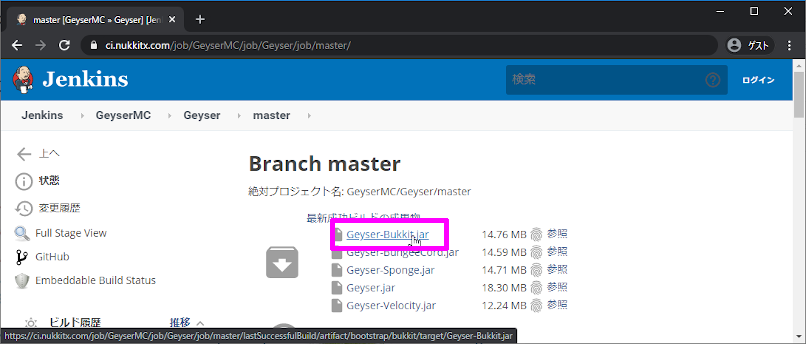 master [GeyserMC » Geyser] [Jen
ci.nukkitx.com/job/GeyserMC/job/Geyser/job/master/
ゲスト
Jenkins
検索
ログイン
Jenkins GeyserMC Geyser master
上へ
状態
変更履歴
Full Stage View
GitHub
Embeddable Build Status
ビルド履歴 推移
Branch master
絶対プロジェクト名: GeyserMC/Geyser/master
最新成功ビルドの成果物
Geyser-Bukkit.jar 14.76 MB 参照
Geyser-BungeeCord.jar 14.59 MB 参照
Geyser-Sponge.jar 14.71 MB 参照
Geyser.jar 18.30 MB 参照
Geyser-Velocity.jar 12.24 MB 参照
https://ci.nukkitx.com/job/GeyserMC/job/Geyser/job/master/lastSuccessfulBuild/artifact/bootstrap/bukkit/target/Geyser-Bukkit.jar